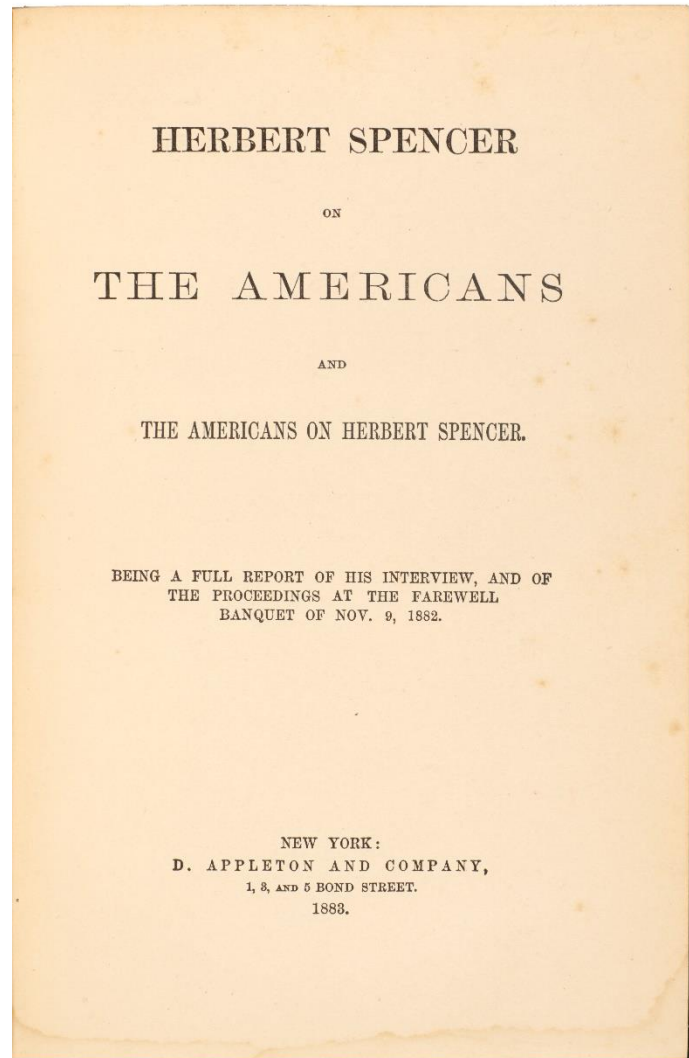 HERBERT SPENCER
ON
THE AMERICANS
AND
THE AMERICANS ON HERBERT SPENCER.
BEING A FULL REPORT OF HIS INTERVIEW, AND OF
THE PROCEEDINGS AT THE FAREWELL
BANQUET OF NOV. 9, 1882.
NEW YORK:
D. APPLETON AND COMPANY,
1, 3, AND 5 BOND STREET.
1883.